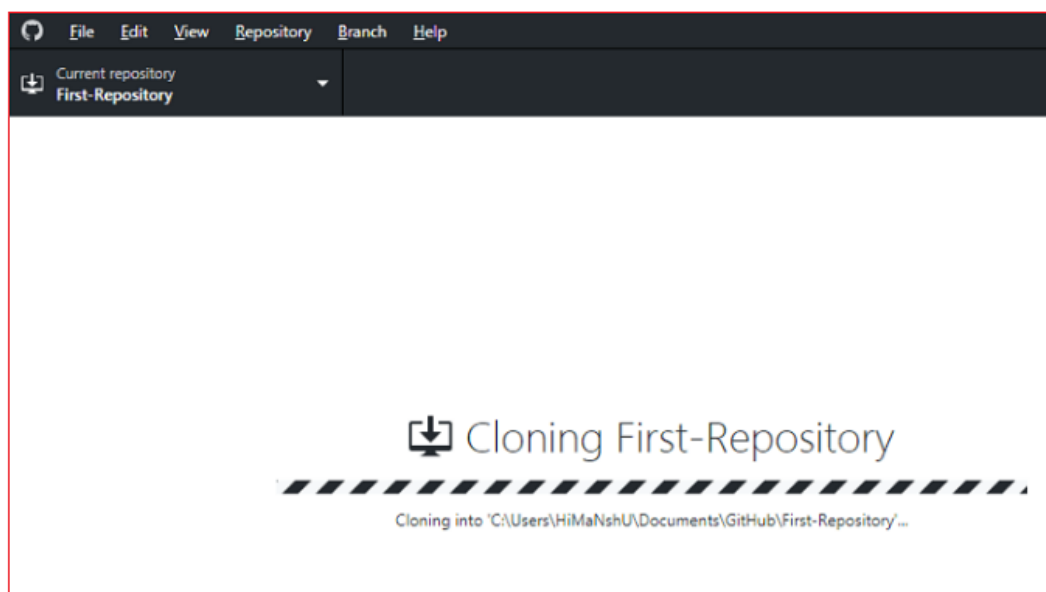 File Edit View Repository Branch Help
Current repository
First-Repository
Cloning First-Repository
Cloning into 'C:\Users\HiMaNshU\Documents\GitHub\First-Repository'...